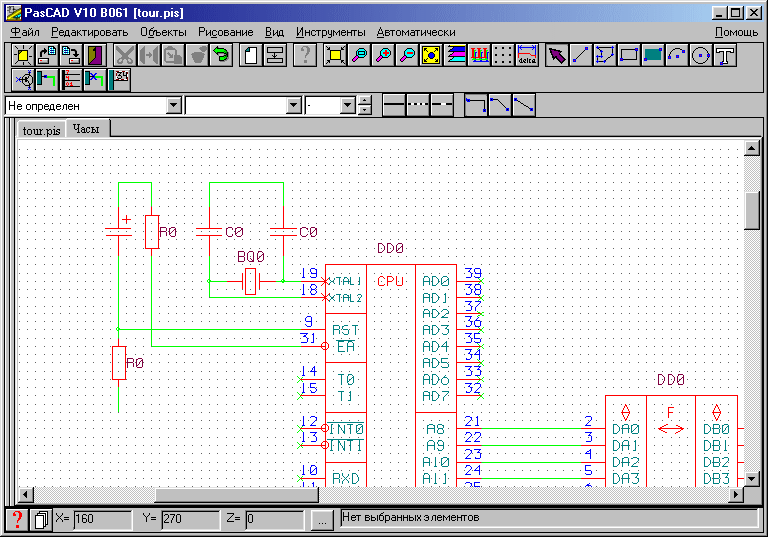 PasCAD V10 B061 [tour.pis]
Файл Редактировать Объекты Рисование Вид Инструменты Автоматически Помощь
delta
Не определен -
tour.pis Часы
+
R0 C0 C0
DD0
BQ0
19 XTAL1 CPU AD0 39
18 XTAL2 AD1 38
AD2 37
9 RST AD3 36
31 EA AD4 35
AD5 34
R0
14 T0 AD6 33
15 T1 AD7 32
DD0
F
12 INT0 A8 21 2 DA0 DB0
13 INT1 A9 22 3 DA1 DB1
A10 23 4 DA2 DB2
10 RXD A11 24 5 DA3 DB3
X= 160 Y= 270 Z= 0 ... Нет выбранных элементов